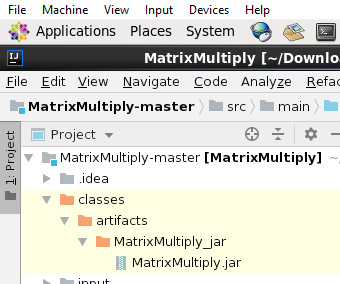 File Machine View Input Devices Help
Applications Places System
IJ MatrixMultiply [~/Downlo
File Edit View Navigate Code Analyze Refac
MatrixMultiply-master src main
1: Project
Project
MatrixMultiply-master [MatrixMultiply] ~/
.idea
classes
artifacts
MatrixMultiply_jar
MatrixMultiply.jar
input